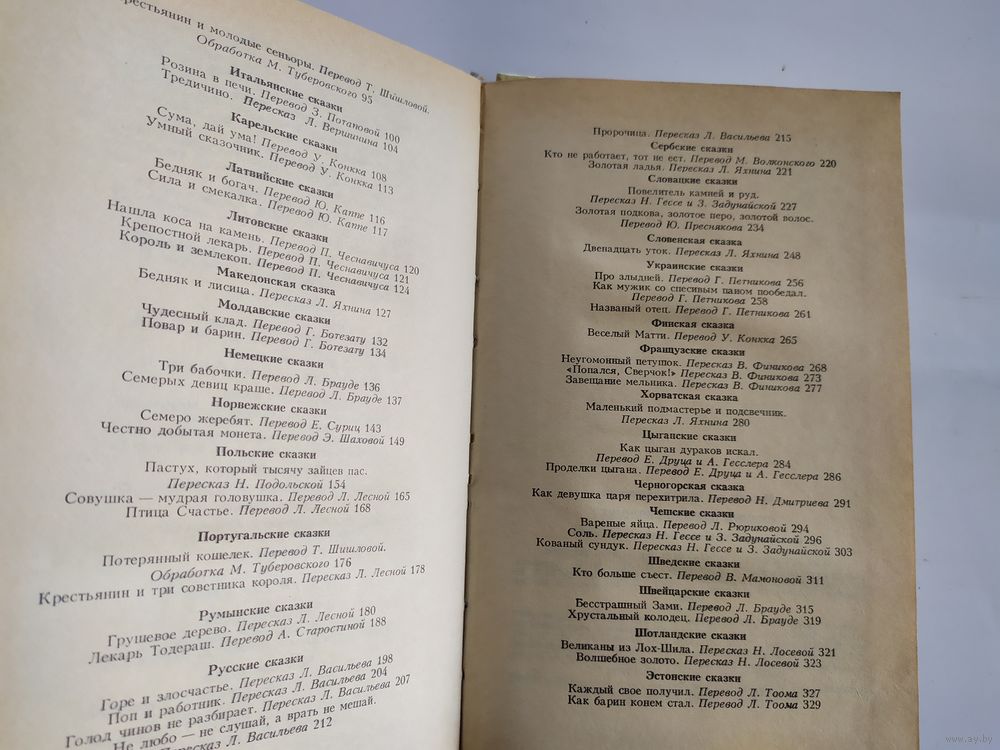 рестьянин и молодые сеньоры. Перевод Т. Шишловой.
Обработка М. Туберовского 95
Итальянские сказки
Розина в печи. Перевод З. Потаповой 100
Тредичино. Пересказ Л. Вершинина 104
Карельские сказки
Сума, дай ума! Перевод У. Конкка 108
Умный сказочник. Перевод У. Конкка 113
Латвийские сказки
Бедняк и богач. Перевод Ю. Каппе 116
Сила и смекалка. Перевод Ю. Каппе 117
Литовские сказки
Нашла коса на камень. Перевод П. Чеснавичуса 120
Крепостной лекарь. Перевод П. Чеснавичуса 121
Король и землекоп. Перевод П. Чеснавичуса 124
Македонская сказка
Бедняк и лисица. Пересказ Л. Яхнина 127
Молдавские сказки
Чудесный клад. Перевод Г. Ботезату 132
Повар и барин. Перевод Г. Ботезату 134
Немецкие сказки
Три бабочки. Перевод Л. Брауде 136
Семерых девиц краше. Перевод Л. Брауде 137
Норвежские сказки
Семеро жеребят. Перевод Е. Суриц 143
Честно добытая монета. Перевод Э. Шаховой 149
Польские сказки
Пастух, который тысячу зайцев пас.
Пересказ Н. Подольской 154
Совушка — мудрая головушка. Перевод Л. Лесной 165
Птица Счастье. Перевод Л. Лесной 168
Португальские сказки
Потерянный кошелек. Перевод Т. Шишловой.
Обработка М. Туберовского 176
Крестьянин и три советника короля. Пересказ Л. Лесной 178
Румынские сказки
Грушевое дерево. Пересказ Л. Лесной 180
Лекарь Тодераш. Перевод А. Старостиной 188
Русские сказки
Горе и злосчастье. Пересказ Л. Васильева 198
Поп и работник. Пересказ Л. Васильева 204
Голод чинов не разбирает. Пересказ Л. Васильева 207
Не любо — не слушай, а врать не мешай.
Пересказ Л. Васильева 212
Пророчица. Пересказ Л. Васильева 215
Сербские сказки
Кто не работает, тот не ест. Перевод М. Волконского 220
Золотая ладья. Пересказ Л. Яхнина 221
Словацкие сказки
Повелитель камней и руд.
Пересказ Н. Гессе и З. Задунайской 227
Золотая подкова, золотое перо, золотой волос.
Перевод Ю. Преснякова 234
Словенская сказка
Двенадцать уток. Пересказ Л. Яхнина 248
Украинские сказки
Про злыдней. Перевод Г. Петникова 256
Как мужик со спесивым паном пообедал.
Перевод Г. Петникова 258
Названый отец. Перевод Г. Петникова 261
Финская сказка
Веселый Матти. Перевод У. Конкка 265
Французские сказки
Неугомонный петушок. Пересказ В. Финикова 268
«Попался, Сверчок!» Пересказ В. Финикова 273
Завещание мельника. Пересказ В. Финикова 277
Хорватская сказка
Маленький подмастерье и подсвечник.
Пересказ Л. Яхнина 280
Цыганские сказки
Как цыган дураков искал.
Перевод Е. Друца и А. Гесслера 284
Проделки цыгана. Перевод Е. Друца и А. Гесслера 286
Черногорская сказка
Как девушка царя перехитрила. Перевод Н. Дмитриева 291
Чешские сказки
Вареные яйца. Перевод Л. Рюриковой 294
Соль. Пересказ Н. Гессе и З. Задунайской 296
Кованый сундук. Пересказ Н. Гессе и З. Задунайской 303
Шведские сказки
Кто больше съест. Перевод В. Мамоновой 311
Швейцарские сказки
Бесстрашный Зами. Перевод Л. Брауде 315
Хрустальный колодец. Перевод Л. Брауде 319
Шотландские сказки
Великаны из Лох-Шила. Пересказ Н. Лосевой 321
Волшебное золото. Пересказ Н. Лосевой 323
Эстонские сказки
Каждый свое получил. Перевод Л. Тоома 327
Как барин конем стал. Перевод Л. Тоома 329
www.ay.by